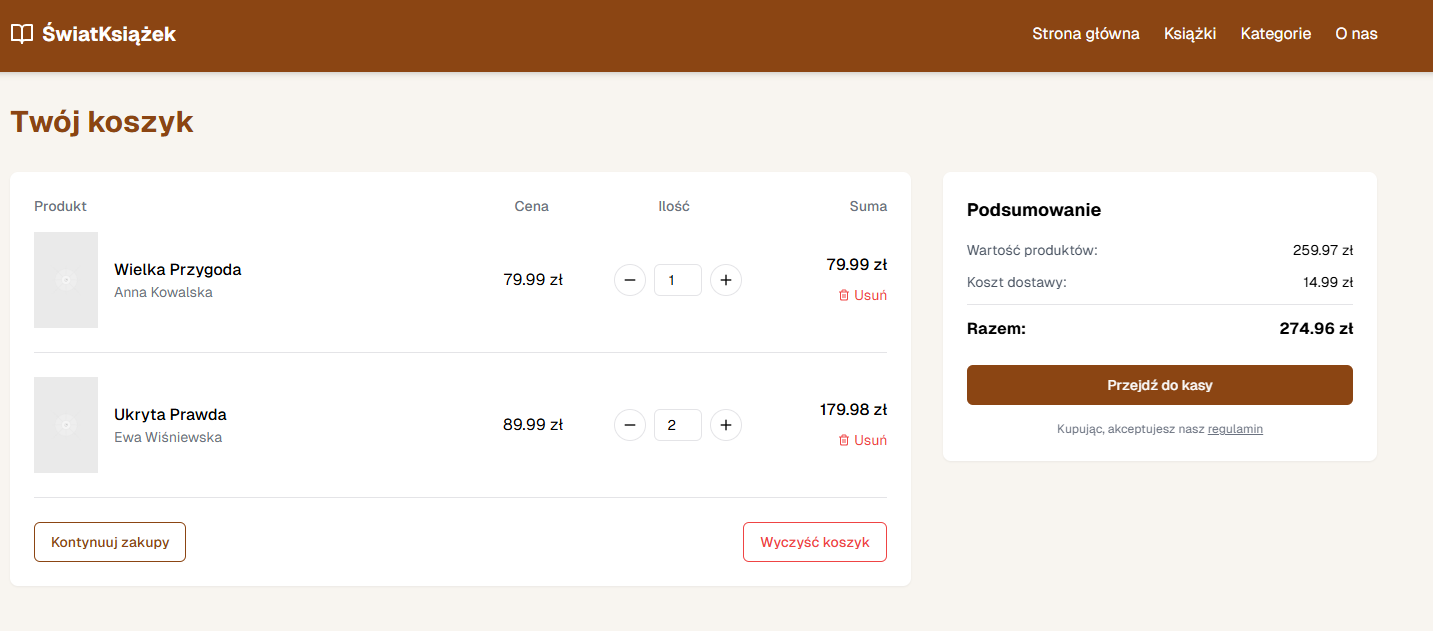 ŚwiatKsiążek
Strona główna Książki Kategorie O nas
Twój koszyk
Produkt Cena Ilość Suma
Wielka Przygoda
Anna Kowalska
79.99 zł
1
79.99 zł
Usuń
Ukryta Prawda
Ewa Wiśniewska
89.99 zł
2
179.98 zł
Usuń
Kontynuuj zakupy
Wyczyść koszyk
Podsumowanie
Wartość produktów: 259.97 zł
Koszt dostawy: 14.99 zł
Razem: 274.96 zł
Przejdź do kasy
Kupując, akceptujesz nasz regulamin